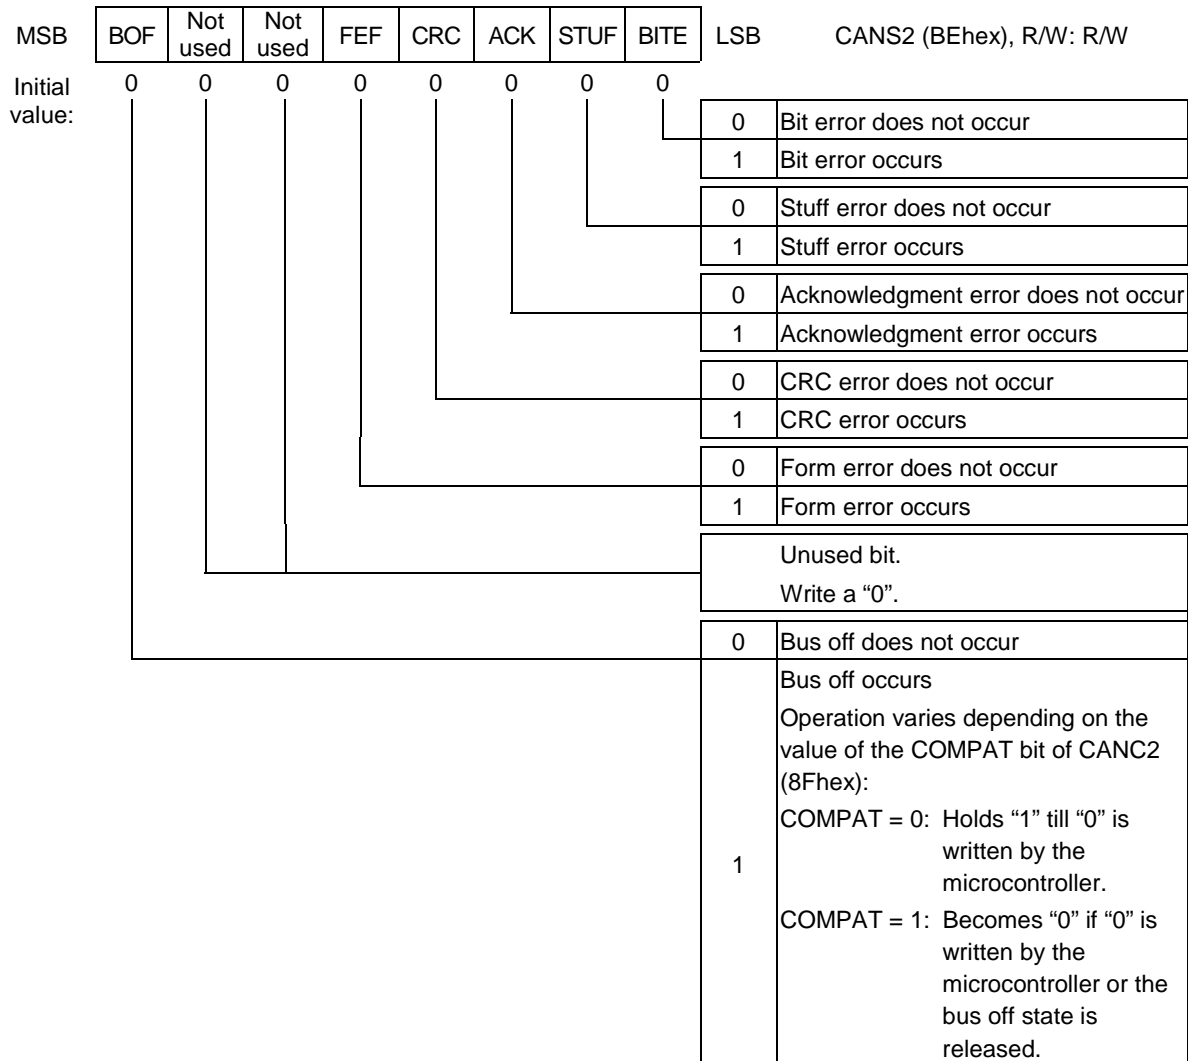 MSB BOF Not used Not used FEF CRC ACK STUF BITE LSB CANS2 (BEhex), R/W: R/W
Initial value: 0 0 0 0 0 0 0 0
0 Bit error does not occur
1 Bit error occurs
0 Stuff error does not occur
1 Stuff error occurs
0 Acknowledgment error does not occur
1 Acknowledgment error occurs
0 CRC error does not occur
1 CRC error occurs
0 Form error does not occur
1 Form error occurs
Unused bit.
Write a “0”.
0 Bus off does not occur
1 Bus off occurs
Operation varies depending on the
value of the COMPAT bit of CANC2
(8Fhex):
COMPAT = 0: Holds “1” till “0” is
written by the
microcontroller.
COMPAT = 1: Becomes “0” if “0” is
written by the
microcontroller or the
bus off state is
released.